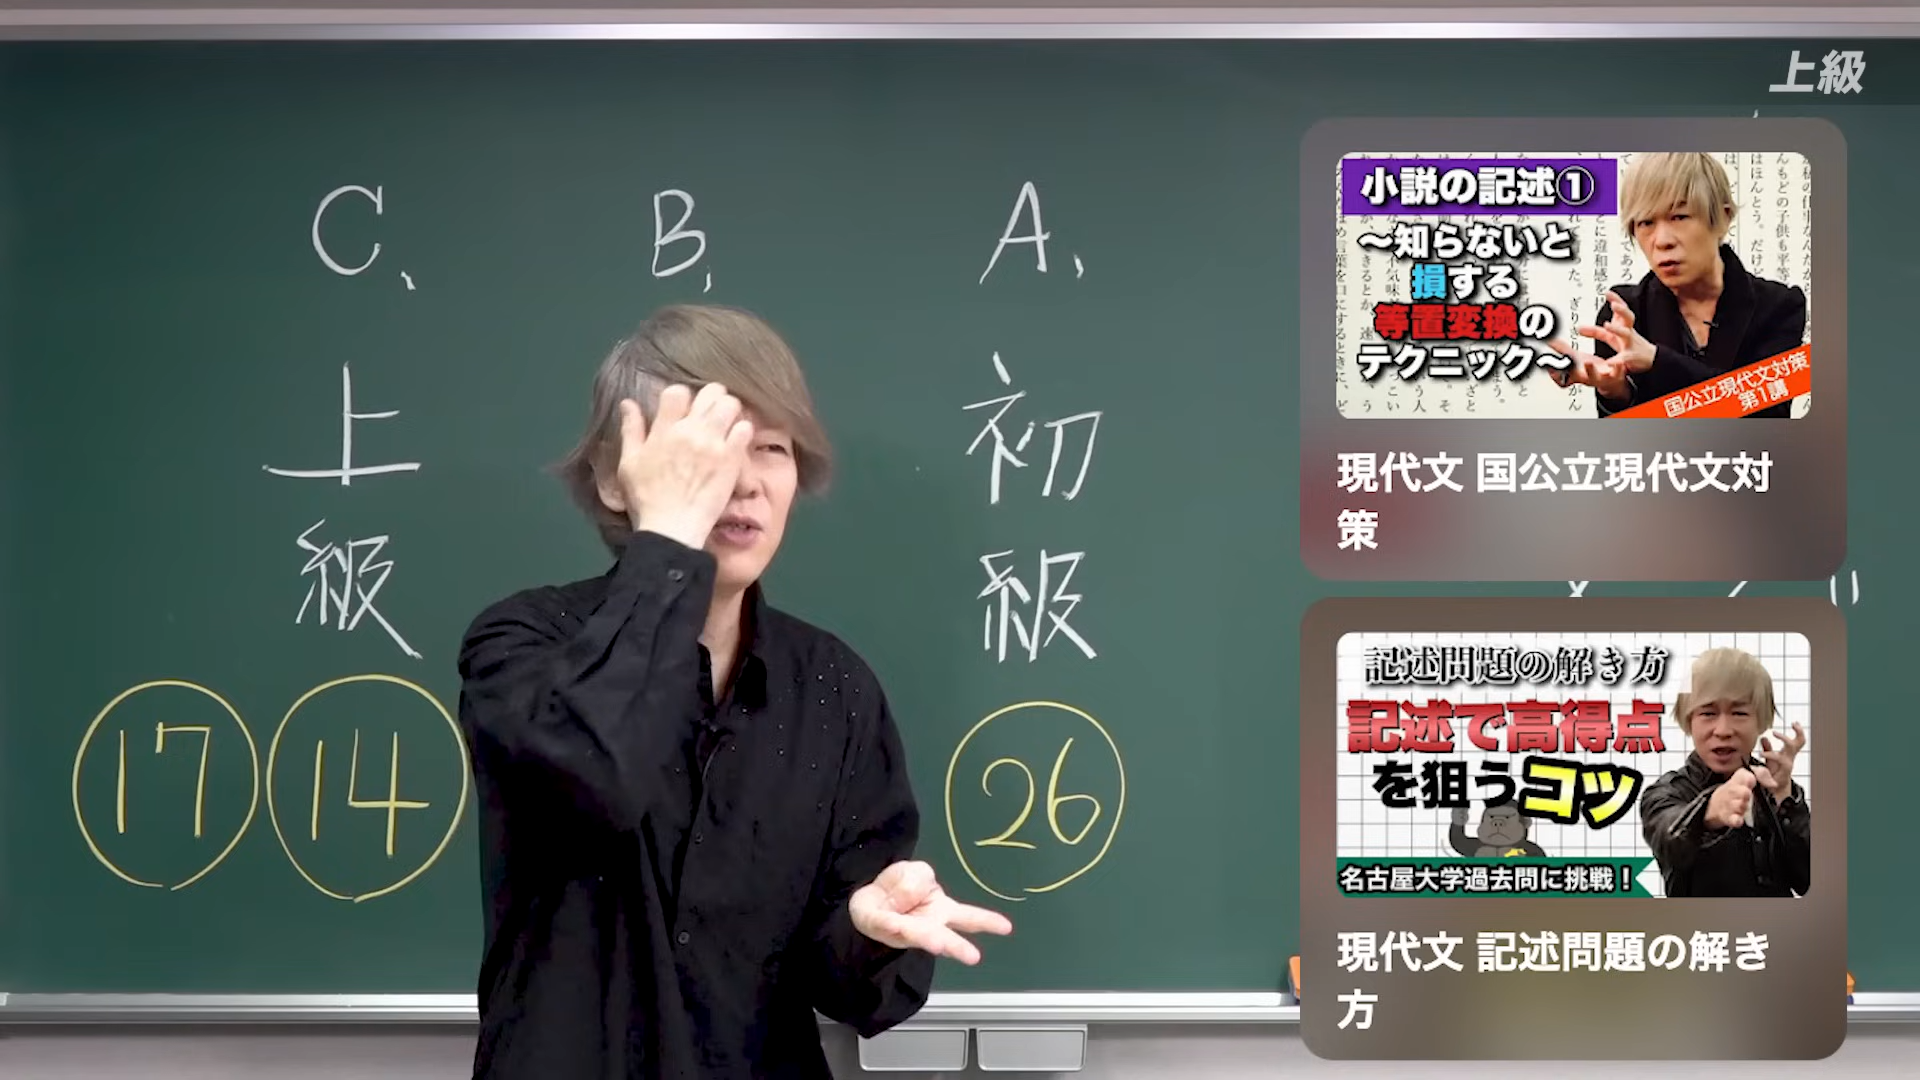 上級
A、
初級
26
B、
C、
上級
14
17
小説の記述①
〜知らないと
損する
等置変換の
テクニック〜
国公立現代文対策
第1講
現代文 国公立現代文対
策
記述問題の解き方
記述で高得点
を狙うコツ
名古屋大学過去問に挑戦！
現代文 記述問題の解き
方